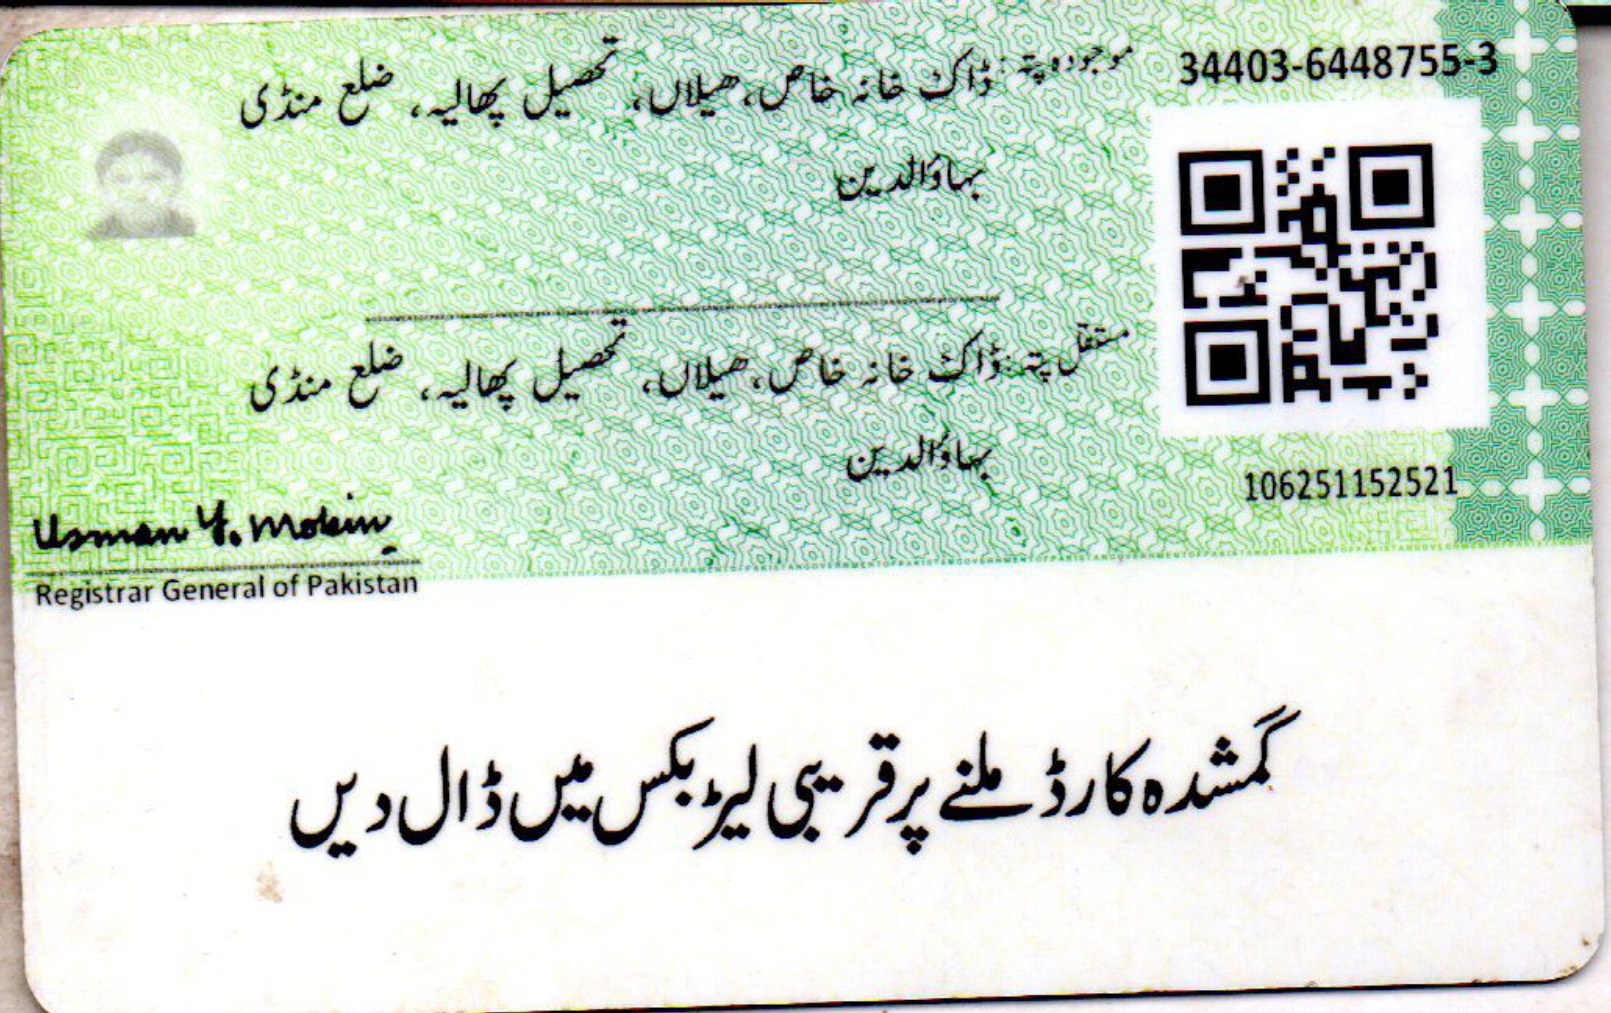 34403-6448755-3
موجودہ پتہ: ڈاک خانہ خاص، ھیلاں، تحصیل پھالیہ، ضلع منڈی
بہاؤالدین
مستقل پتہ: ڈاک خانہ خاص، ھیلاں، تحصیل پھالیہ، ضلع منڈی
بہاؤالدین
106251152521
Usman Y. Mobin
Registrar General of Pakistan
گمشدہ کارڈ ملنے پر قریبی لیٹر بکس میں ڈال دیں